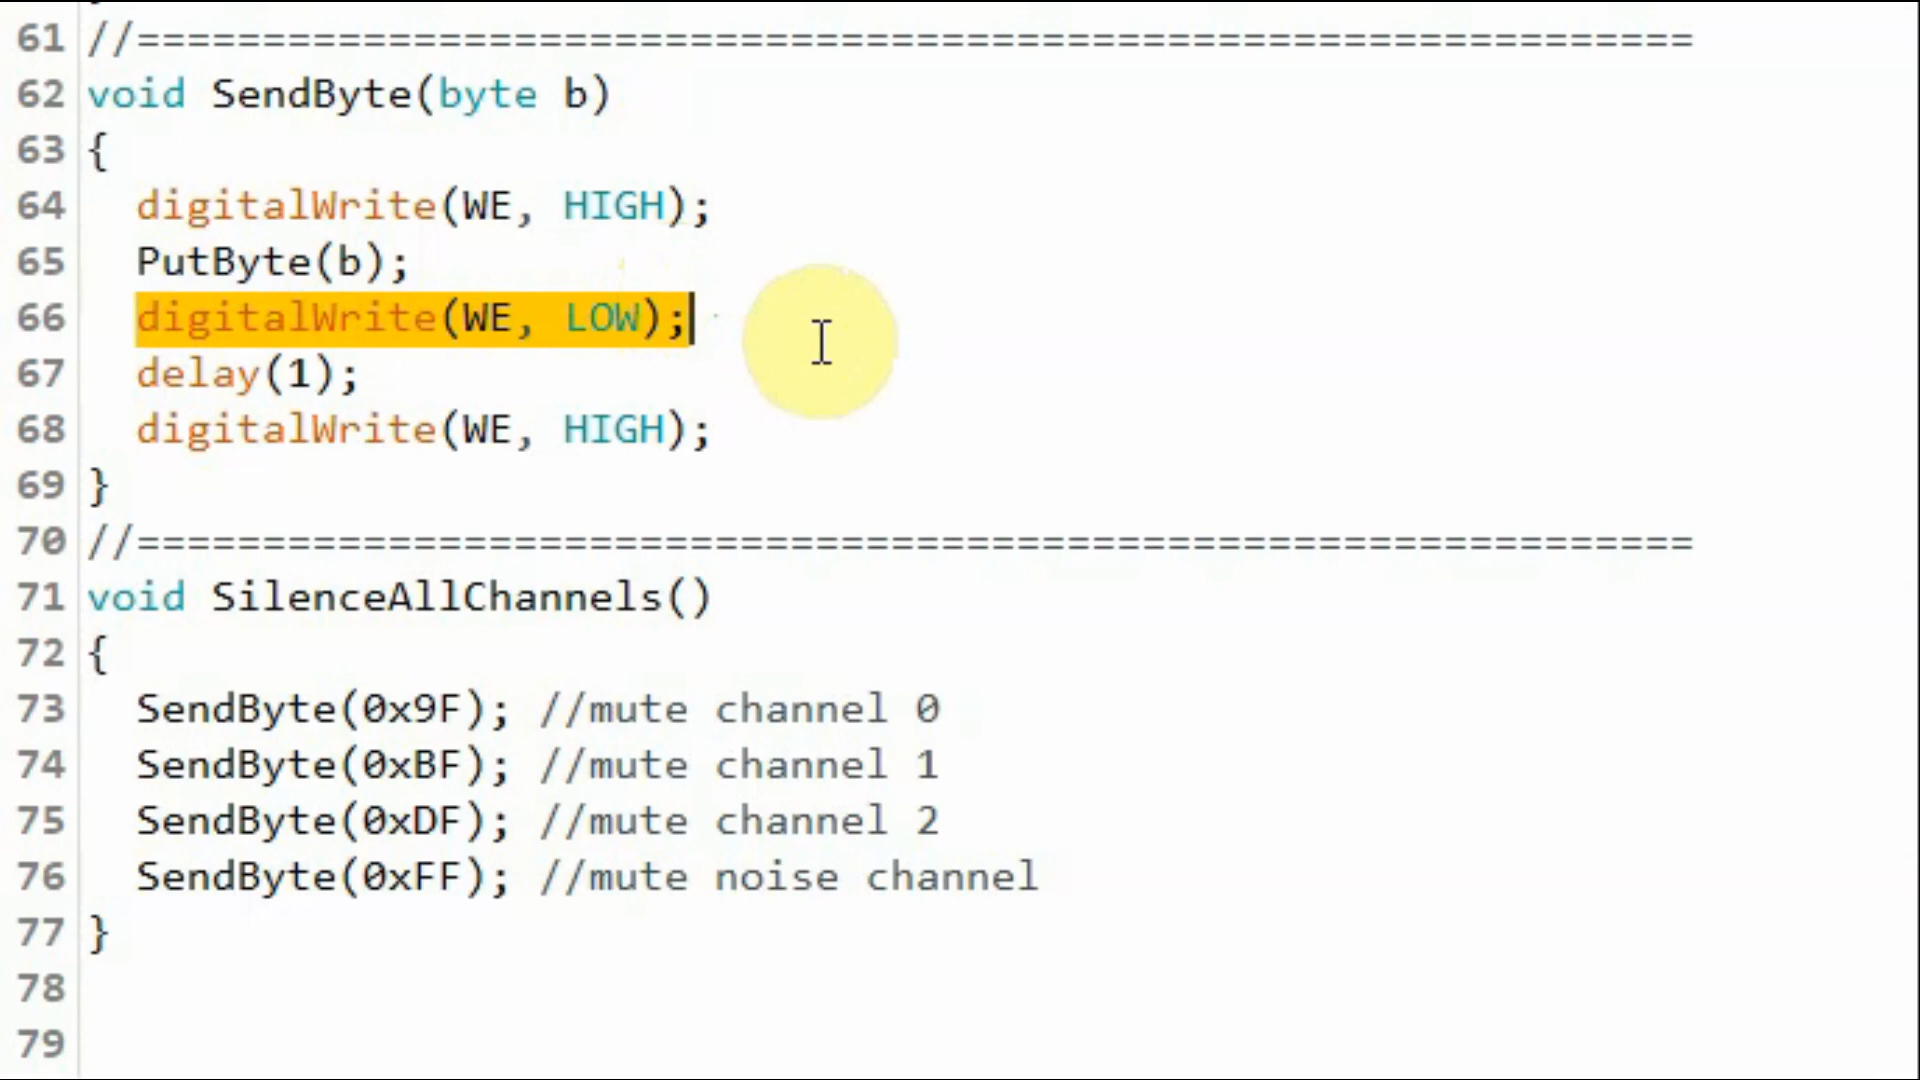 61 //==============================================================
62 void SendByte(byte b)
63 {
64 digitalWrite(WE, HIGH);
65 PutByte(b);
66 digitalWrite(WE, LOW);
67 delay(1);
68 digitalWrite(WE, HIGH);
69 }
70 //==============================================================
71 void SilenceAllChannels()
72 {
73 SendByte(0x9F); //mute channel 0
74 SendByte(0xBF); //mute channel 1
75 SendByte(0xDF); //mute channel 2
76 SendByte(0xFF); //mute noise channel
77 }
78
79